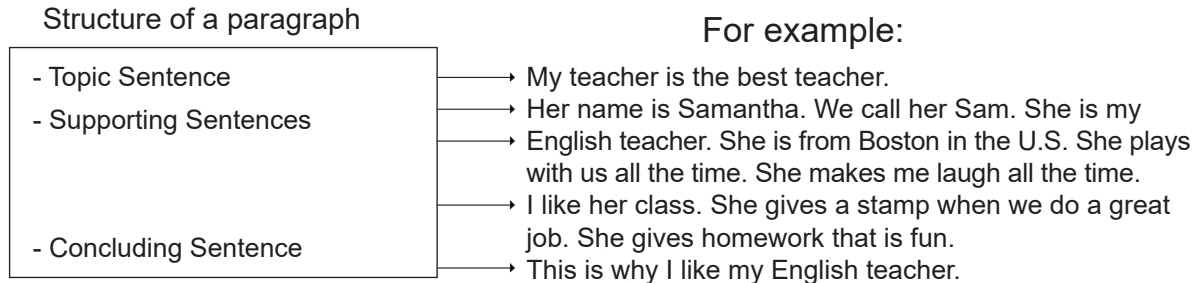 Structure of a paragraph
- Topic Sentence
- Supporting Sentences
- Concluding Sentence
For example:
My teacher is the best teacher.
Her name is Samantha. We call her Sam. She is my
English teacher. She is from Boston in the U.S. She plays
with us all the time. She makes me laugh all the time.
I like her class. She gives a stamp when we do a great
job. She gives homework that is fun.
This is why I like my English teacher.